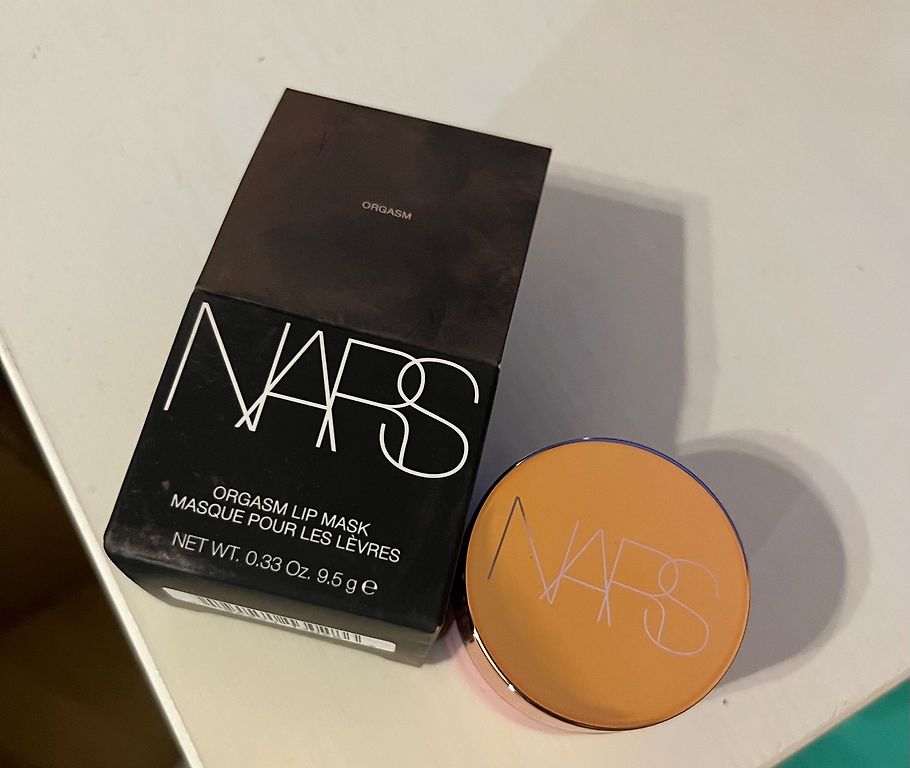 ORGASM
NARS
ORGASM LIP MASK
MASQUE POUR LES LÈVRES
NET WT. 0.33 Oz. 9.5 g ℮
NARS